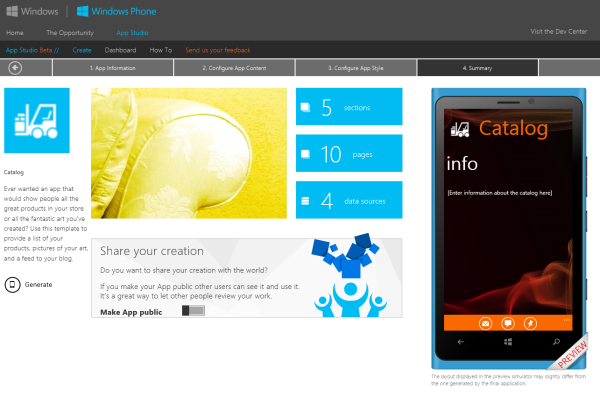 Windows | Windows Phone
Home The Opportunity App Studio
Visit the Dev Center
App Studio Beta // Create Dashboard How To Send us your feedback
1. App Information
2. Configure App Content
3. Configure App Style
4. Summary
Catalog
Ever wanted an app that
would show people all the
great products in your store
or all the fantastic art you've
created? Use this template to
provide a list of your
products, pictures of your art,
and a feed to your blog.
Generate
5 sections
10 pages
4 data sources
Share your creation
Do you want to share your creation with the world?
If you make your App public other users can see it and use it.
It's a great way to let other people review your work.
Make App public
Catalog
info
[Enter information about the catalog here]
PREVIEW
The layout displayed in the preview simulator may slightly differ from
the one generated by the final application.